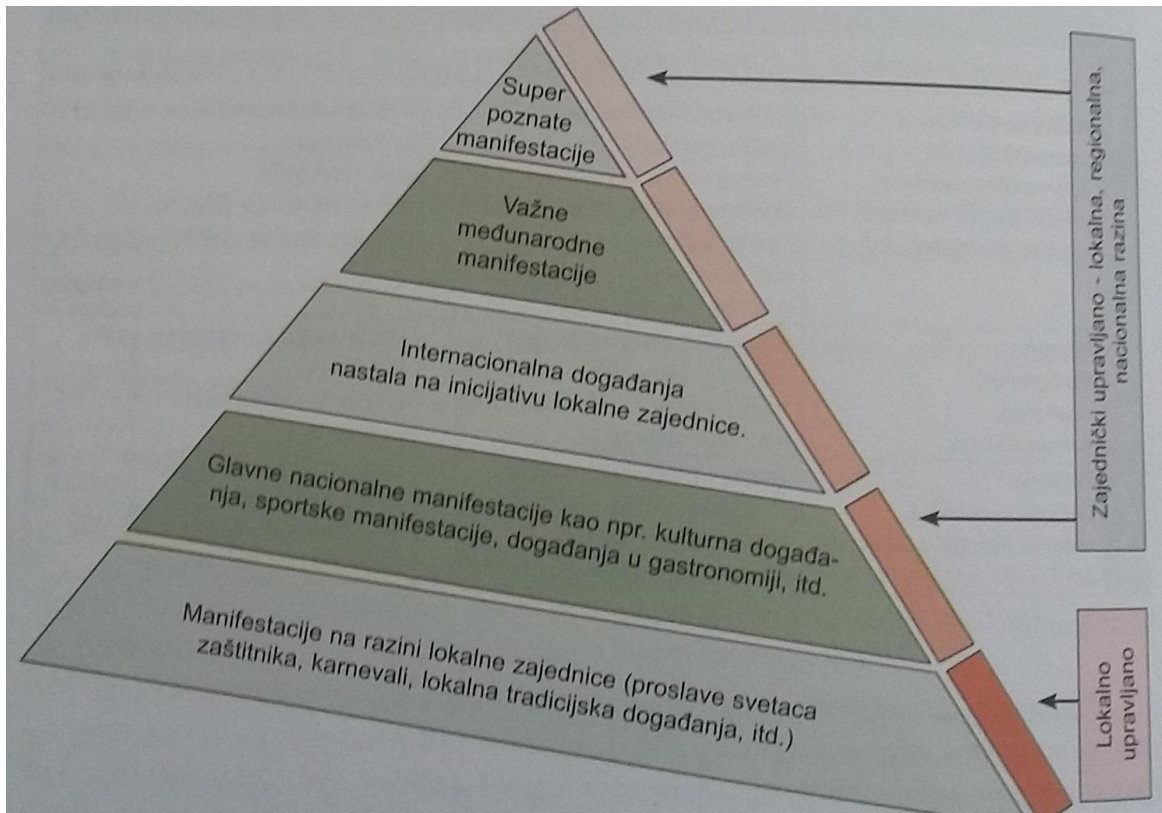 Super
poznate
manifestacije
Važne
međunarodne
manifestacije
Internacionalna događanja
nastala na inicijativu lokalne zajednice.
Glavne nacionalne manifestacije kao npr. kulturna događa-
nja, sportske manifestacije, događanja u gastronomiji, itd.
Manifestacije na razini lokalne zajednice (proslave svetaca
zaštitnika, karnevali, lokalna tradicijska događanja, itd.)
Zajednički upravljano - lokalna, regionalna,
nacionalna razina
Lokalno
upravljano